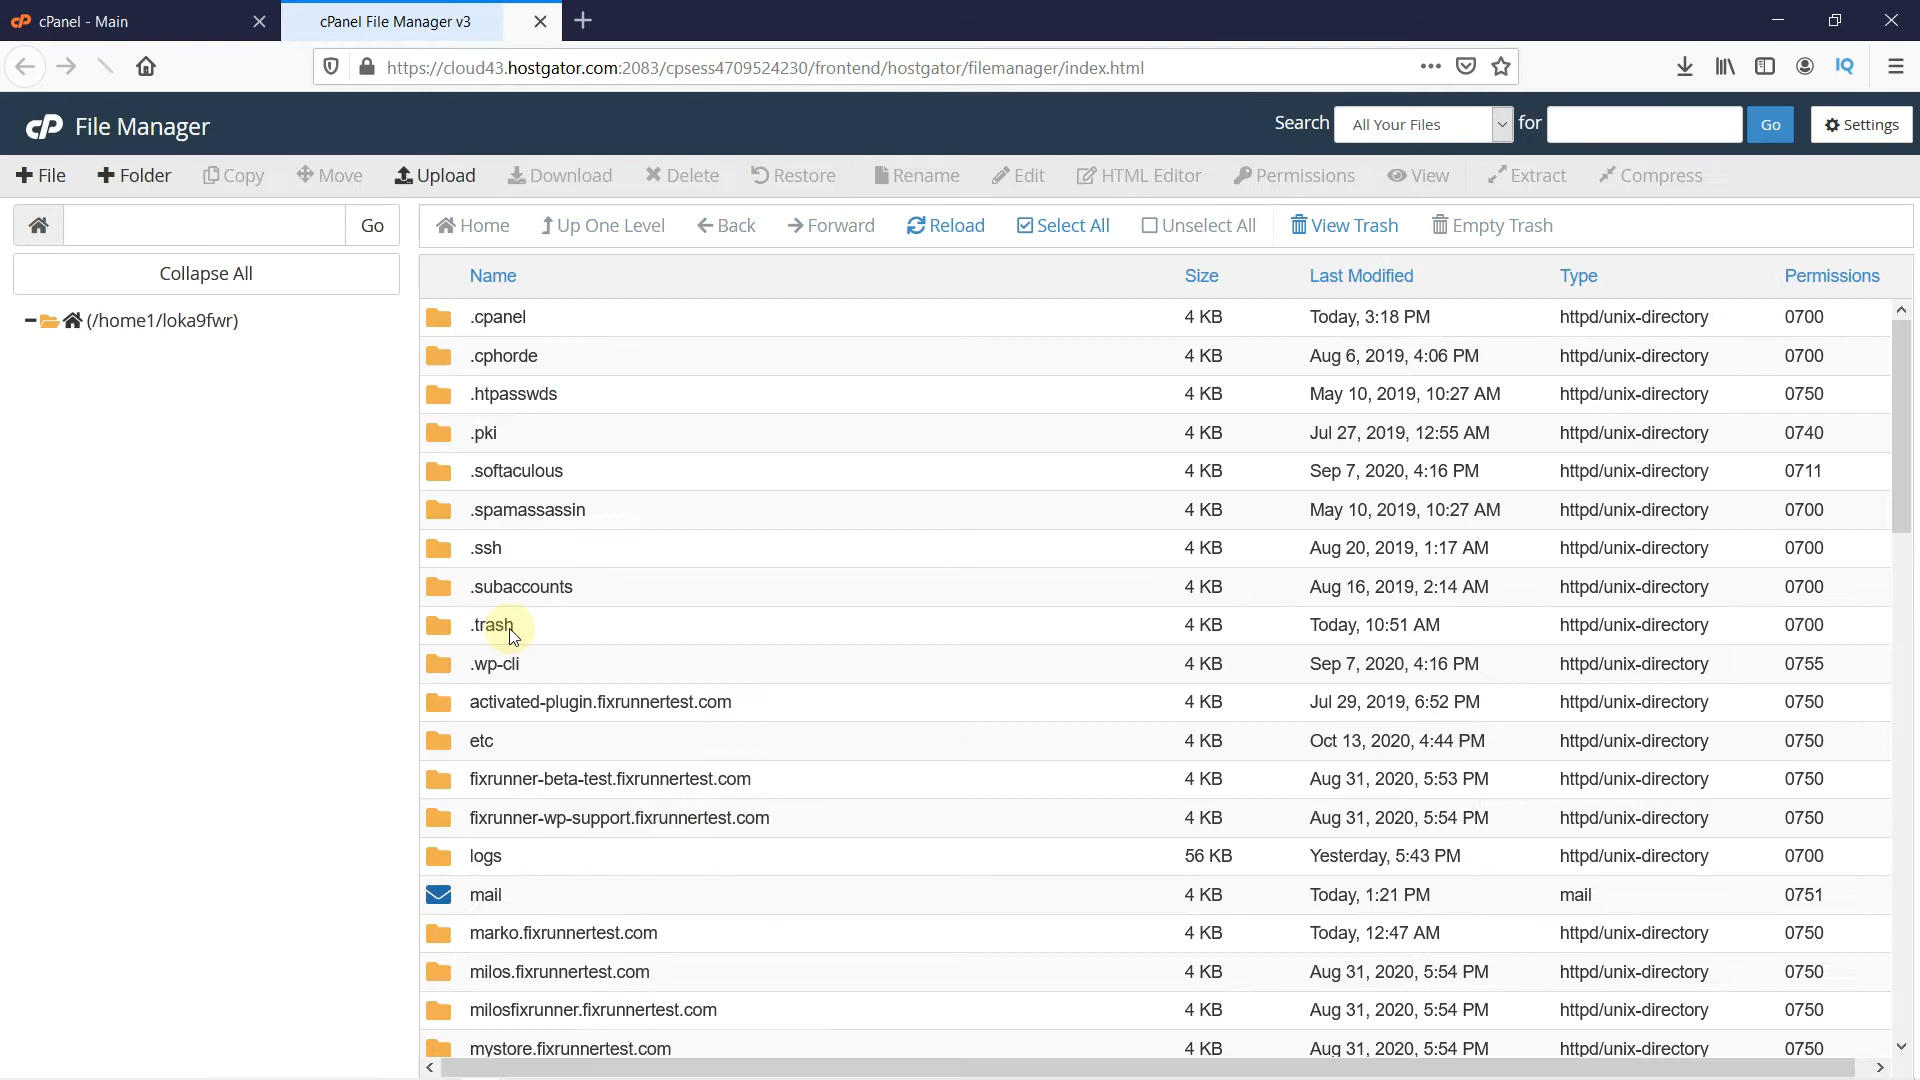 cPanel - Main
cPanel File Manager v3
https://cloud43.hostgator.com:2083/cpsess4709524230/frontend/hostgator/filemanager/index.html
cP File Manager
Search All Your Files for Go Settings
File Folder Copy Move Upload Download Delete Restore Rename Edit HTML Editor Permissions View Extract Compress
Go Home Up One Level Back Forward Reload Select All Unselect All View Trash Empty Trash
Collapse All
(/home1/loka9fwr)
Name Size Last Modified Type Permissions
.cpanel 4 KB Today, 3:18 PM httpd/unix-directory 0700
.cphorde 4 KB Aug 6, 2019, 4:06 PM httpd/unix-directory 0700
.htpasswds 4 KB May 10, 2019, 10:27 AM httpd/unix-directory 0750
.pki 4 KB Jul 27, 2019, 12:55 AM httpd/unix-directory 0740
.softaculous 4 KB Sep 7, 2020, 4:16 PM httpd/unix-directory 0711
.spamassassin 4 KB May 10, 2019, 10:27 AM httpd/unix-directory 0700
.ssh 4 KB Aug 20, 2019, 1:17 AM httpd/unix-directory 0700
.subaccounts 4 KB Aug 16, 2019, 2:14 AM httpd/unix-directory 0700
.trash 4 KB Today, 10:51 AM httpd/unix-directory 0700
.wp-cli 4 KB Sep 7, 2020, 4:16 PM httpd/unix-directory 0755
activated-plugin.fixrunnertest.com 4 KB Jul 29, 2019, 6:52 PM httpd/unix-directory 0750
etc 4 KB Oct 13, 2020, 4:44 PM httpd/unix-directory 0750
fixrunner-beta-test.fixrunnertest.com 4 KB Aug 31, 2020, 5:53 PM httpd/unix-directory 0750
fixrunner-wp-support.fixrunnertest.com 4 KB Aug 31, 2020, 5:54 PM httpd/unix-directory 0750
logs 56 KB Yesterday, 5:43 PM httpd/unix-directory 0700
mail 4 KB Today, 1:21 PM mail 0751
marko.fixrunnertest.com 4 KB Today, 12:47 AM httpd/unix-directory 0750
milos.fixrunnertest.com 4 KB Aug 31, 2020, 5:54 PM httpd/unix-directory 0750
milosfixrunner.fixrunnertest.com 4 KB Aug 31, 2020, 5:54 PM httpd/unix-directory 0750
mystore.fixrunnertest.com 4 KB Aug 31, 2020, 5:54 PM httpd/unix-directory 0750